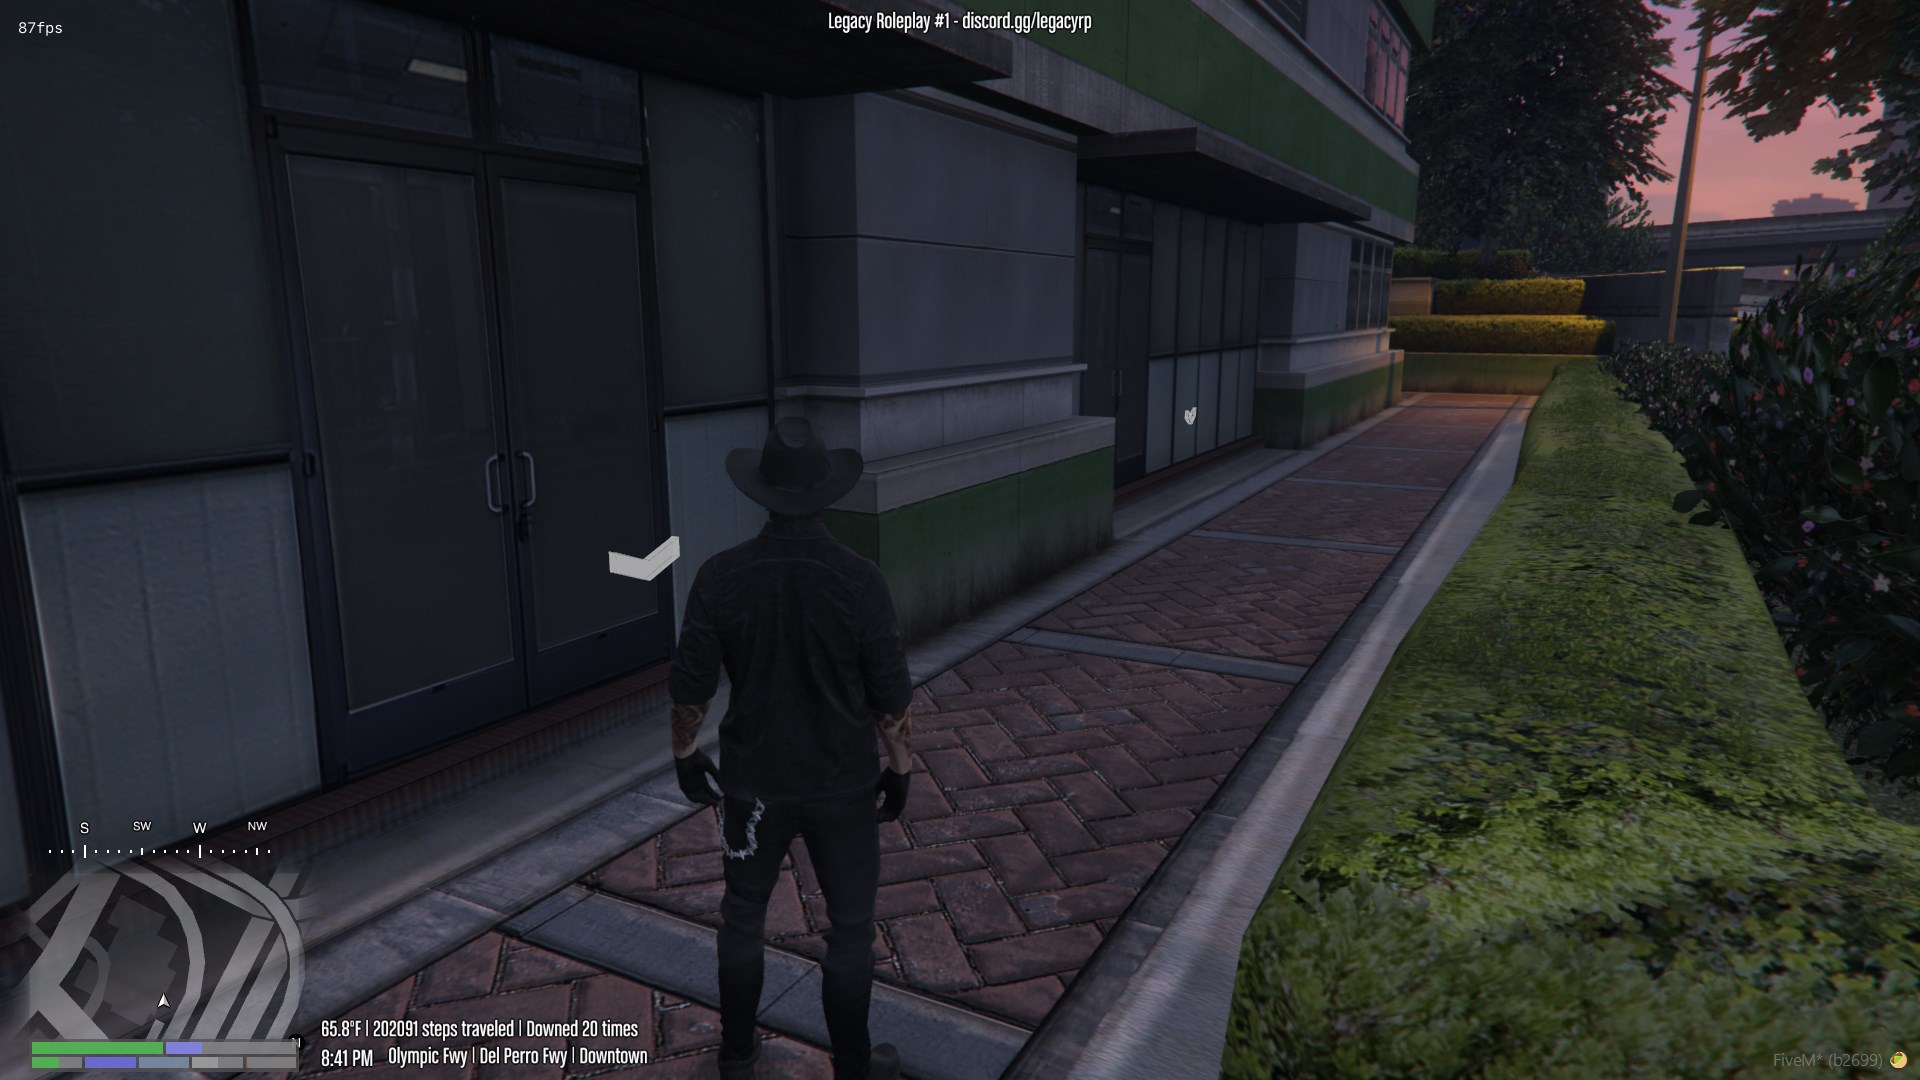 87fps
Legacy Roleplay #1 - discord.gg/legacyrp
S SW W NW
N
65.8°F | 202091 steps traveled | Downed 20 times
8:41 PM Olympic Fwy | Del Perro Fwy | Downtown
FiveM* (b2699)